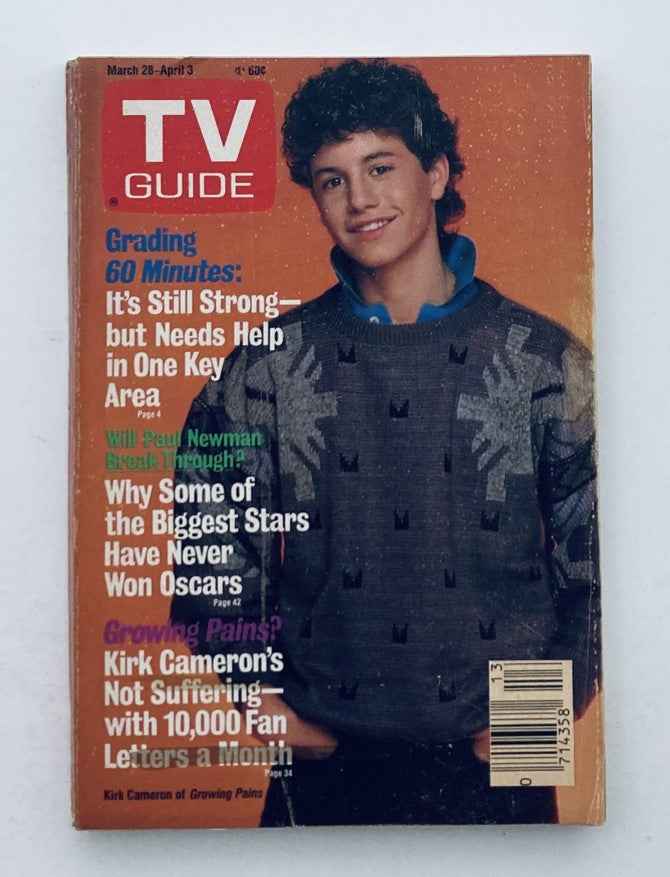 March 28–April 3
60¢
TV
GUIDE
®
Grading
60 Minutes:
It's Still Strong—
but Needs Help
in One Key
Area
Page 4
Will Paul Newman
Break Through?
Why Some of
the Biggest Stars
Have Never
Won Oscars
Page 42
Growing Pains?
Kirk Cameron's
Not Suffering—
with 10,000 Fan
Letters a Month
Page 34
Kirk Cameron of Growing Pains
13
0
714358